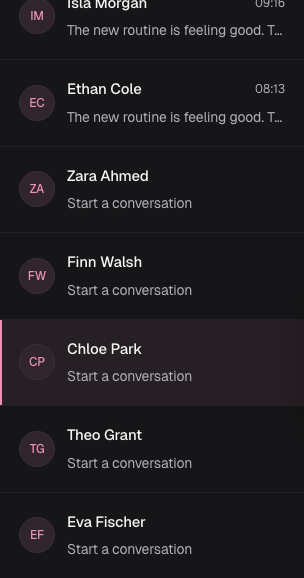 IM
Isla Morgan
09:16
The new routine is feeling good. T...
EC
Ethan Cole
08:13
The new routine is feeling good. T...
ZA
Zara Ahmed
Start a conversation
FW
Finn Walsh
Start a conversation
CP
Chloe Park
Start a conversation
TG
Theo Grant
Start a conversation
EF
Eva Fischer
Start a conversation